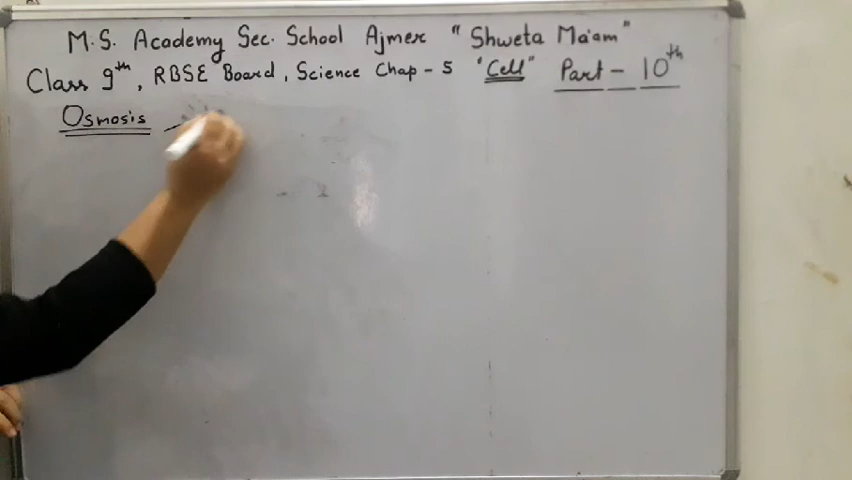 M.S. Academy Sec. School Ajmer "Shweta Ma'am"
Class 9th, RBSE Board, Science Chap - 5 "Cell" Part - 10th
Osmosis